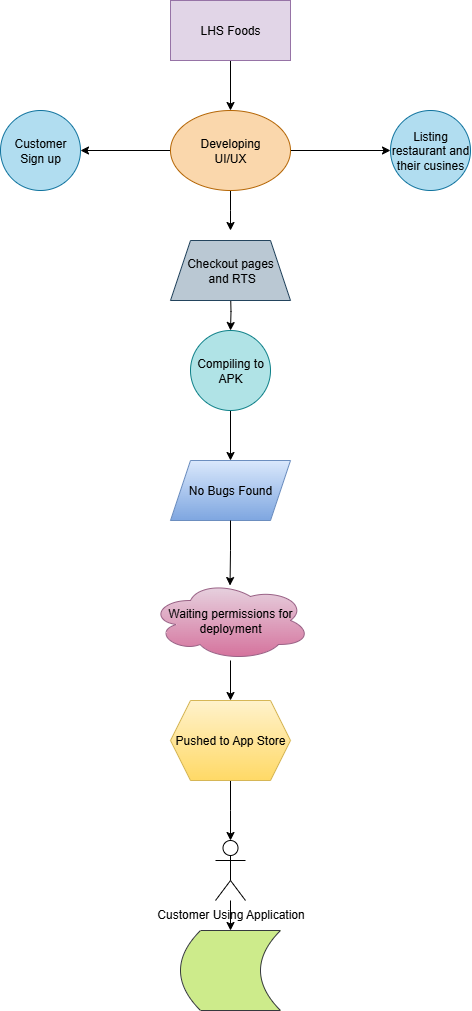 LHS Foods
Customer
Sign up
Developing
UI/UX
Listing
restaurant and
their cusines
Checkout pages
and RTS
Compiling to
APK
No Bugs Found
Waiting permissions for
deployment
Pushed to App Store
Customer Using Application